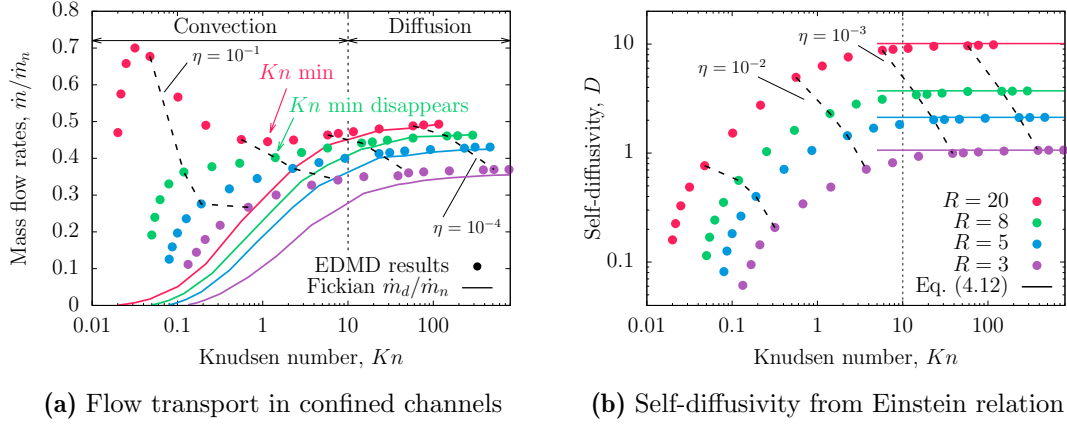 Convection
Diffusion
Mass flow rates, ṁ/ṁₙ
0.8
0.7
0.6
0.5
0.4
0.3
0.2
0.1
0
η = 10⁻¹
Kn min
Kn min disappears
η = 10⁻⁴
EDMD results
Fickian ṁ_d/ṁₙ
0.01
0.1
1
10
100
Knudsen number, Kn
(a) Flow transport in confined channels
Self-diffusivity, D
10
1
0.1
η = 10⁻³
η = 10⁻²
R = 20
R = 8
R = 5
R = 3
Eq. (4.12)
0.01
0.1
1
10
100
Knudsen number, Kn
(b) Self-diffusivity from Einstein relation